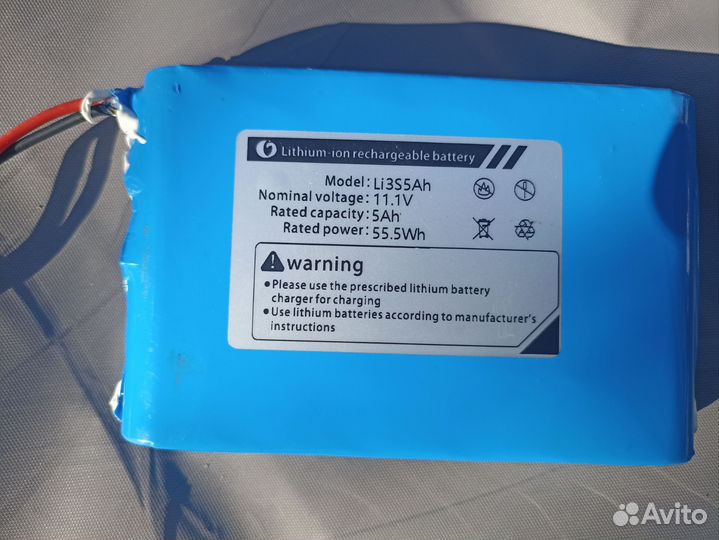 Lithium-ion rechargeable battery
Model: Li3S5Ah
Nominal voltage: 11.1V
Rated capacity: 5Ah
Rated power: 55.5Wh
warning
•Please use the prescribed lithium battery
charger for charging
•Use lithium batteries according to manufacturer's
instructions
Avito